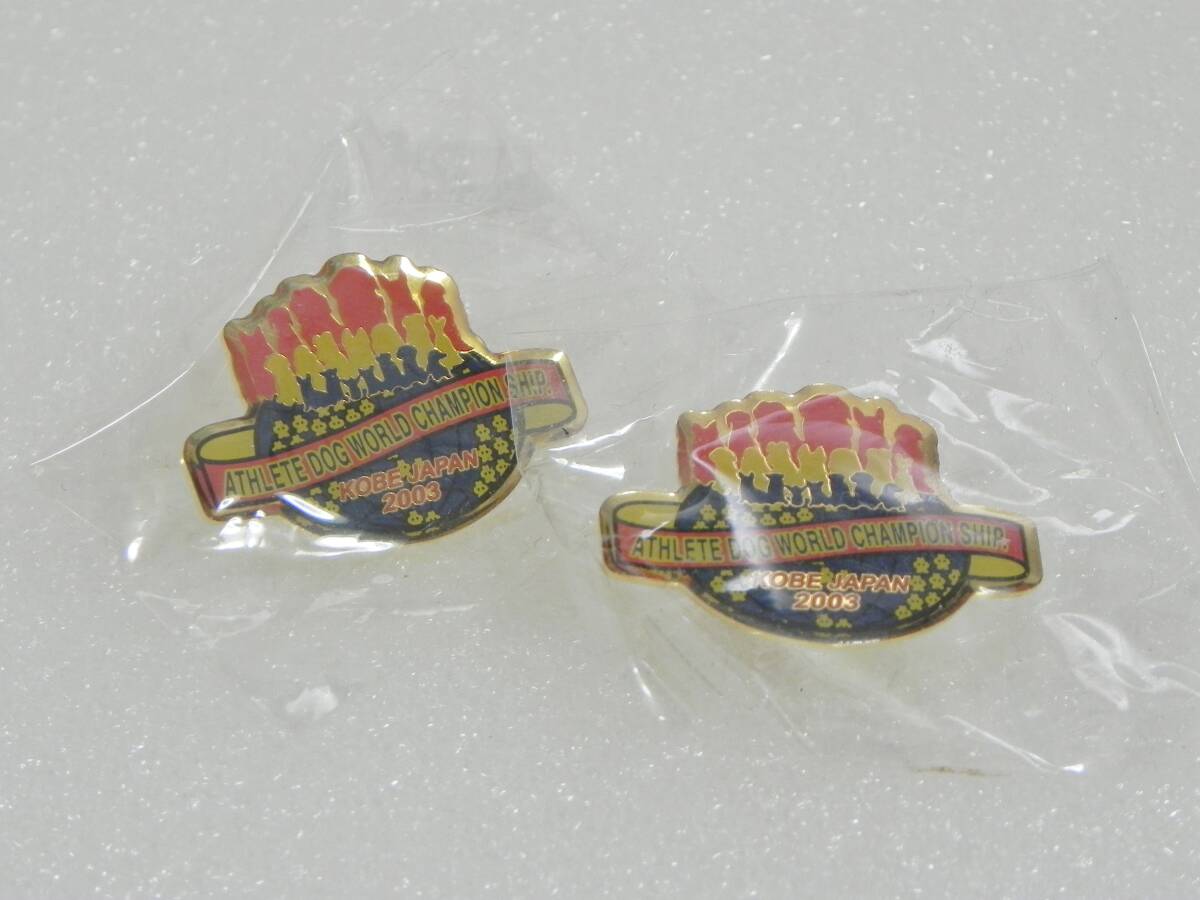 ATHLETE DOG WORLD CHAMPION SHIP.
KOBE JAPAN
2003
ATHLETE DOG WORLD CHAMPION SHIP.
KOBE JAPAN
2003